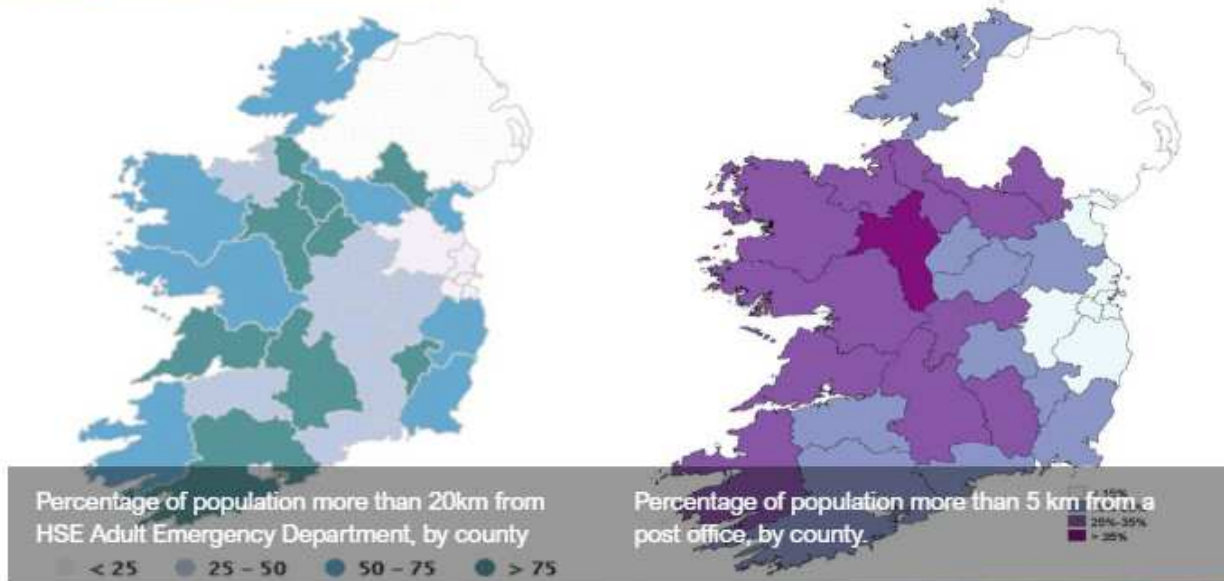 Percentage of population more than 20km from
HSE Adult Emergency Department, by county
< 25 25 – 50 50 – 75 > 75
Percentage of population more than 5 km from a
post office, by county.
25%-35%
> 35%